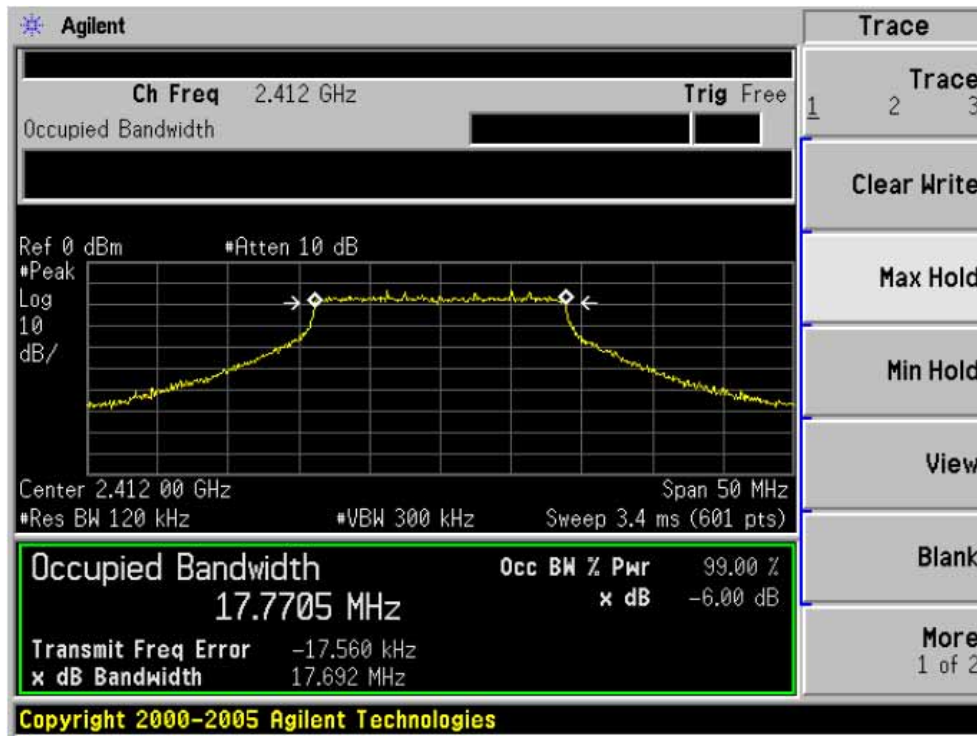 Agilent
Trace
Ch Freq 2.412 GHz Trig Free
Occupied Bandwidth
Trace
1 2 3
Clear Write
Max Hold
Min Hold
View
Blank
More
1 of 2
Ref 0 dBm #Atten 10 dB
#Peak
Log
10
dB/
Center 2.412 00 GHz Span 50 MHz
#Res BW 120 kHz #VBW 300 kHz Sweep 3.4 ms (601 pts)
Occupied Bandwidth
17.7705 MHz
Occ BW % Pwr 99.00 %
x dB -6.00 dB
Transmit Freq Error -17.560 kHz
x dB Bandwidth 17.692 MHz
Copyright 2000-2005 Agilent Technologies